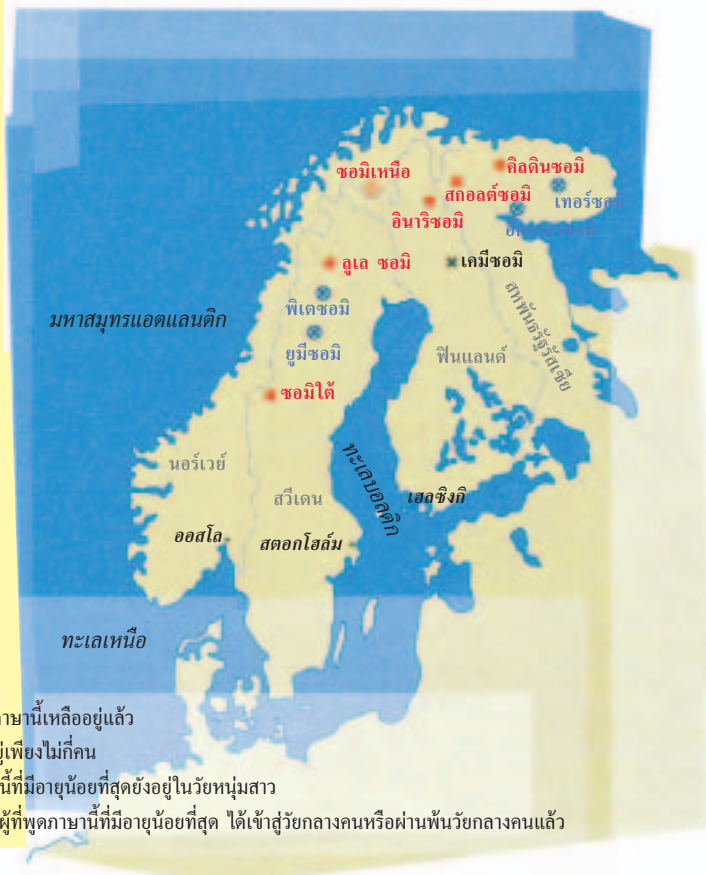 ซอมิเหนือ
คิลดินซอมิ
สกอลต์ซอมิ
อินาริซอมิ
ลูเล ซอมิ
เคมีซอมิ
พิเตซอมิ
ยูมีซอมิ
ซอมิใต้
มหาสมุทรแอตแลนติก
สหพันธรัฐรัสเซีย
ฟินแลนด์
นอร์เวย์
สวีเดน
ทะเลบอลติก
เฮลซิงกิ
ออสโล
สตอกโฮล์ม
ทะเลเหนือ
ภาษานี้เหลืออยู่แล้ว
อยู่เพียงไม่กี่คน
นี้ที่มีอายุน้อยที่สุดยังอยู่ในวัยหนุ่มสาว
ผู้ที่พูดภาษานี้ที่มีอายุน้อยที่สุด ได้เข้าสู่วัยกลางคนหรือผ่านพ้นวัยกลางคนแล้ว